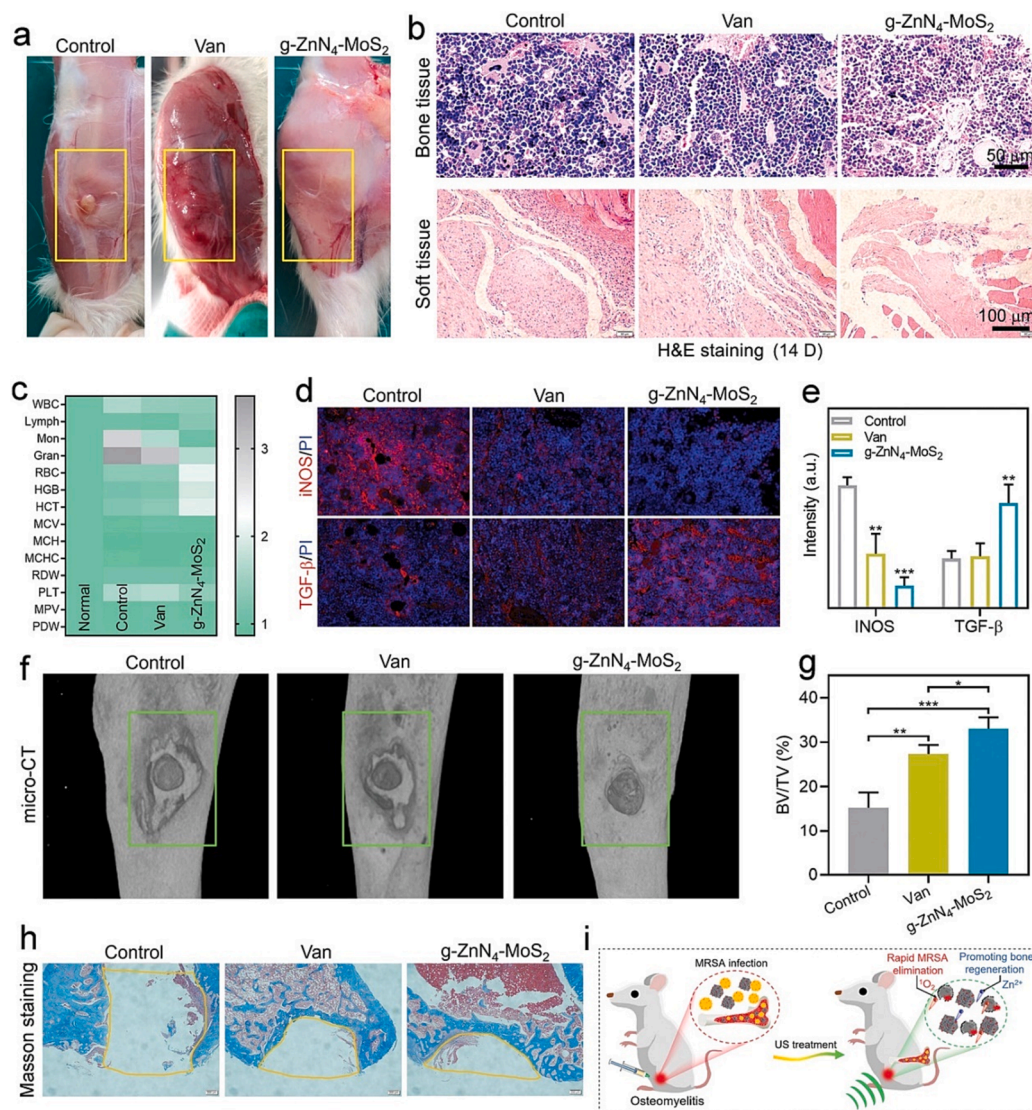 a
Control
Van
g-ZnN₄-MoS₂
b
Control
Van
g-ZnN₄-MoS₂
Bone tissue
50 μm
Soft tissue
100 μm
H&E staining (14 D)
c
WBC
Lymph
Mon
Gran
RBC
HGB
HCT
MCV
MCH
MCHC
RDW
PLT
MPV
PDW
Normal
Control
Van
g-ZnN₄-MoS₂
3
2
1
d
Control
Van
g-ZnN₄-MoS₂
iNOS/PI
TGF-β/PI
e
Control
Van
g-ZnN₄-MoS₂
Intensity (a.u.)
**
***
**
INOS
TGF-β
f
Control
Van
g-ZnN₄-MoS₂
micro-CT
g
BV/TV (%)
40
30
20
10
0
*
***
**
Control
Van
g-ZnN₄-MoS₂
h
Control
Van
g-ZnN₄-MoS₂
Masson staining
i
MRSA infection
Osteomyelitis
US treatment
Rapid MRSA
elimination
¹O₂
Promoting bone
regeneration
Zn²⁺